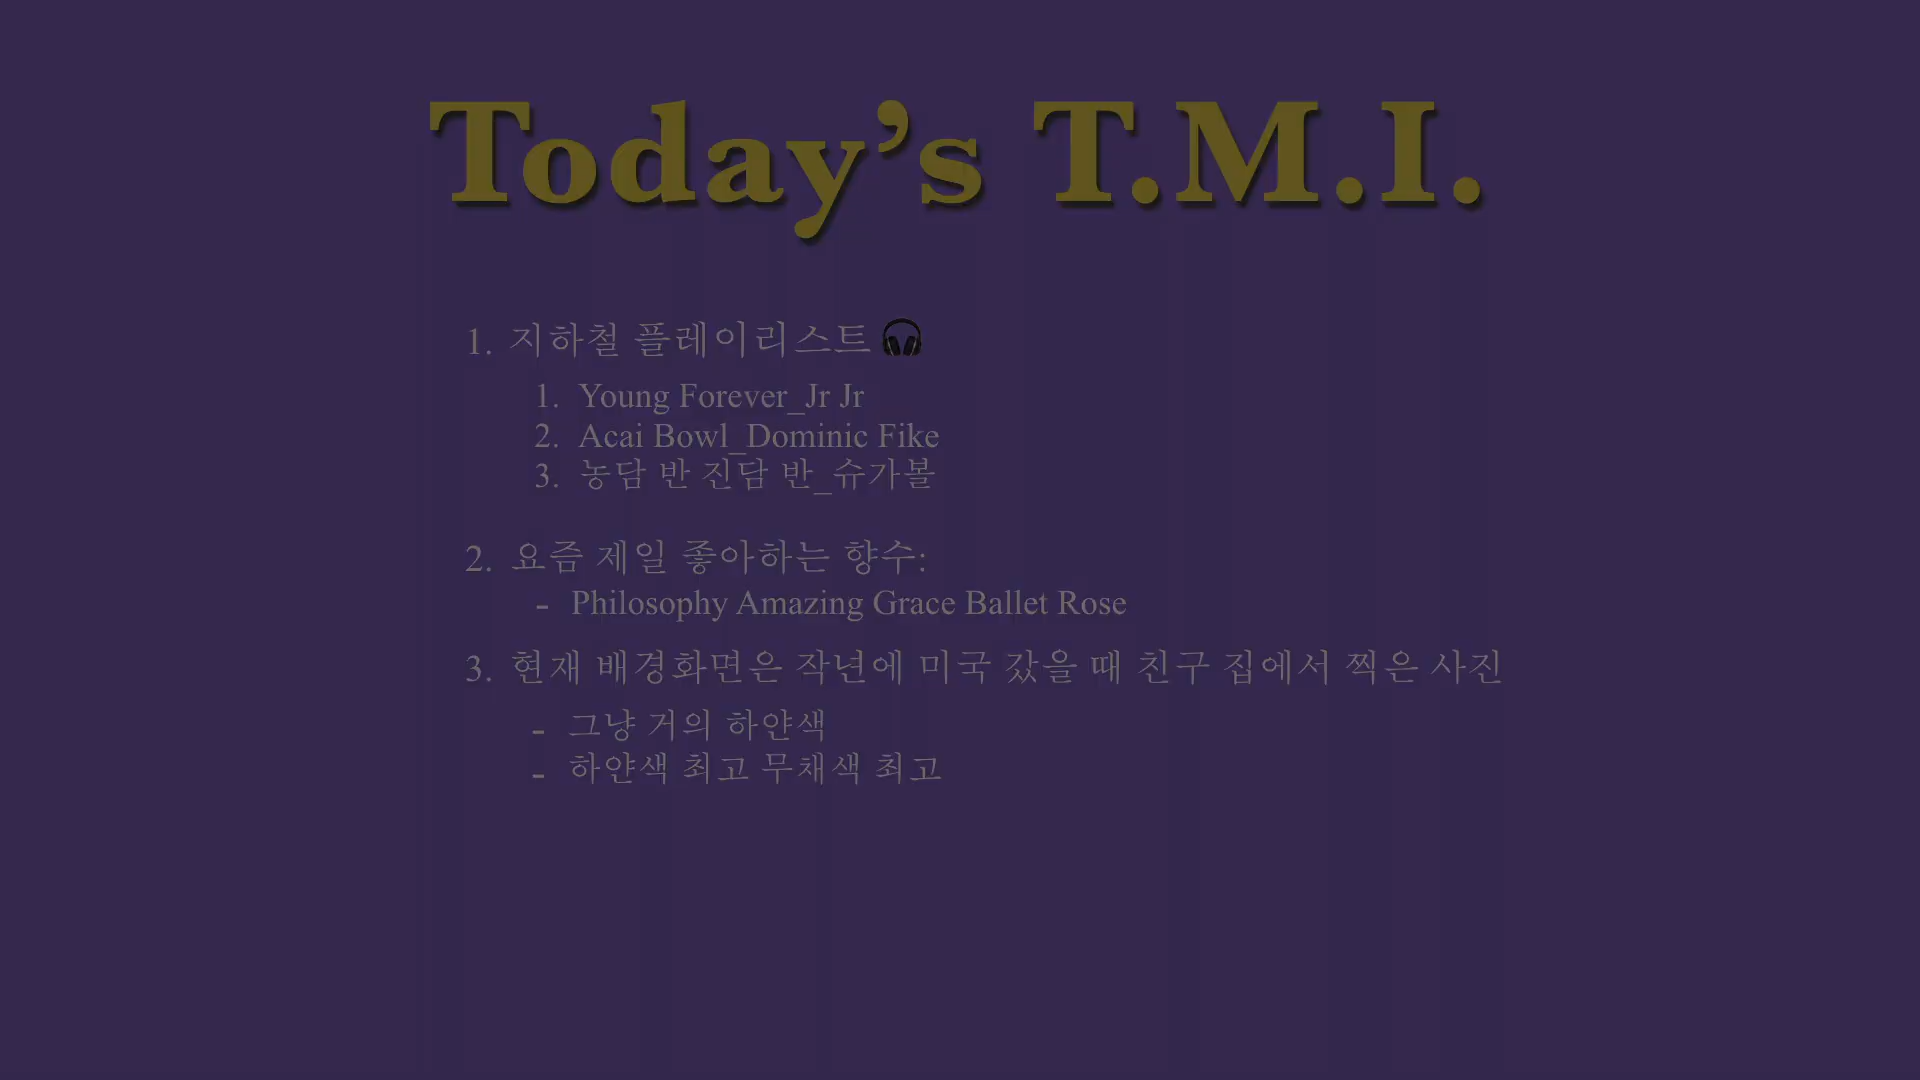 Today’s T.M.I.
1. 지하철 플레이리스트 🎧
1. Young Forever_Jr Jr
2. Acai Bowl_Dominic Fike
3. 농담 반 진담 반_슈가볼
2. 요즘 제일 좋아하는 향수:
- Philosophy Amazing Grace Ballet Rose
3. 현재 배경화면은 작년에 미국 갔을 때 친구 집에서 찍은 사진
- 그냥 거의 하얀색
- 하얀색 최고 무채색 최고